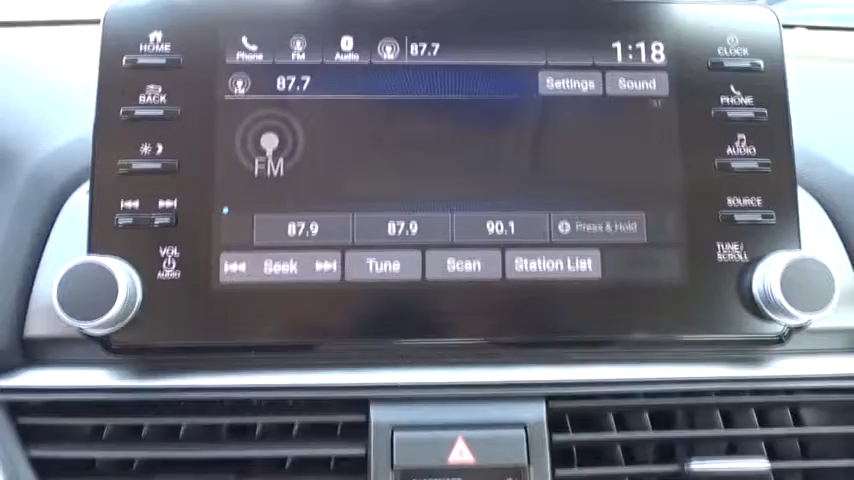 HOME
BACK
VOL
AUDIO
Phone FM Audio 87.7 1:18
87.7 Settings Sound
FM
87.9 87.9 90.1 Press & Hold
Seek Tune Scan Station List
CLOCK
PHONE
AUDIO
SOURCE
TUNE/
SCROLL